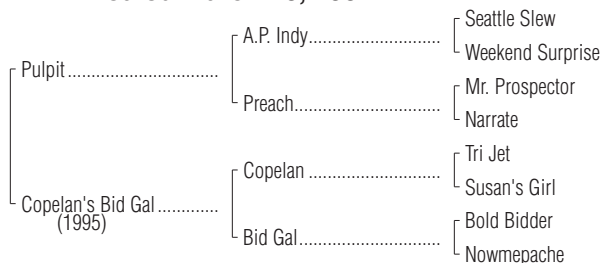 Seattle Slew
A.P. Indy
Weekend Surprise
Pulpit
Mr. Prospector
Preach
Narrate
Tri Jet
Copelan
Susan's Girl
Copelan's Bid Gal
(1995)
Bold Bidder
Bid Gal
Nowmepache